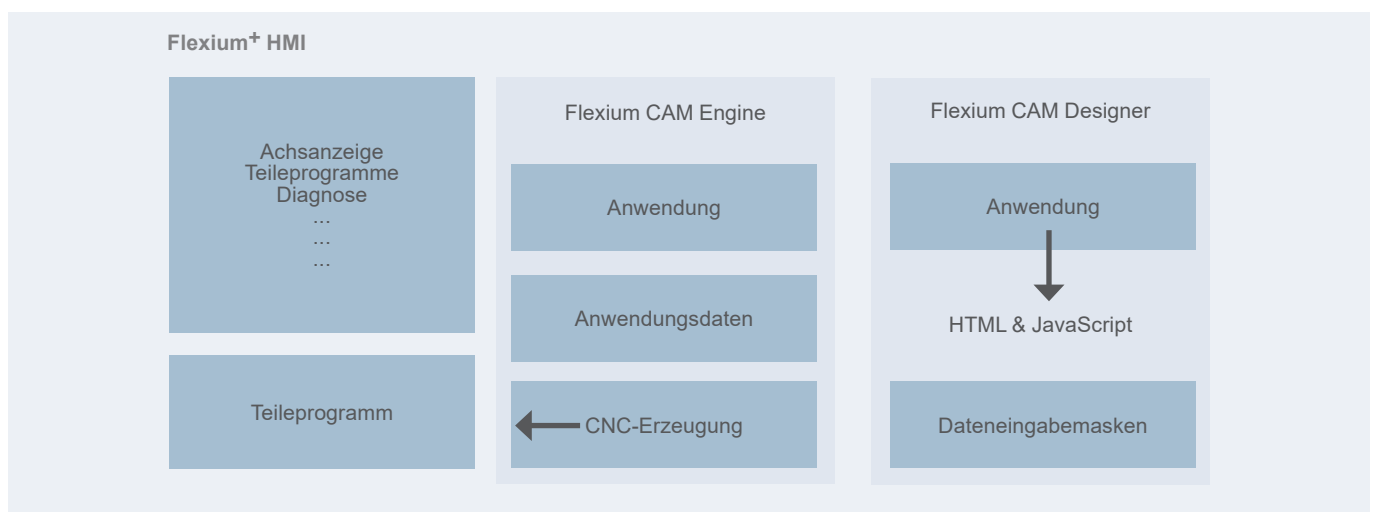 Flexium+ HMI
Achsanzeige
Teileprogramme
Diagnose
...
...
...
Teileprogramm
Flexium CAM Engine
Anwendung
Anwendungsdaten
CNC-Erzeugung
Flexium CAM Designer
Anwendung
HTML & JavaScript
Dateneingabemasken